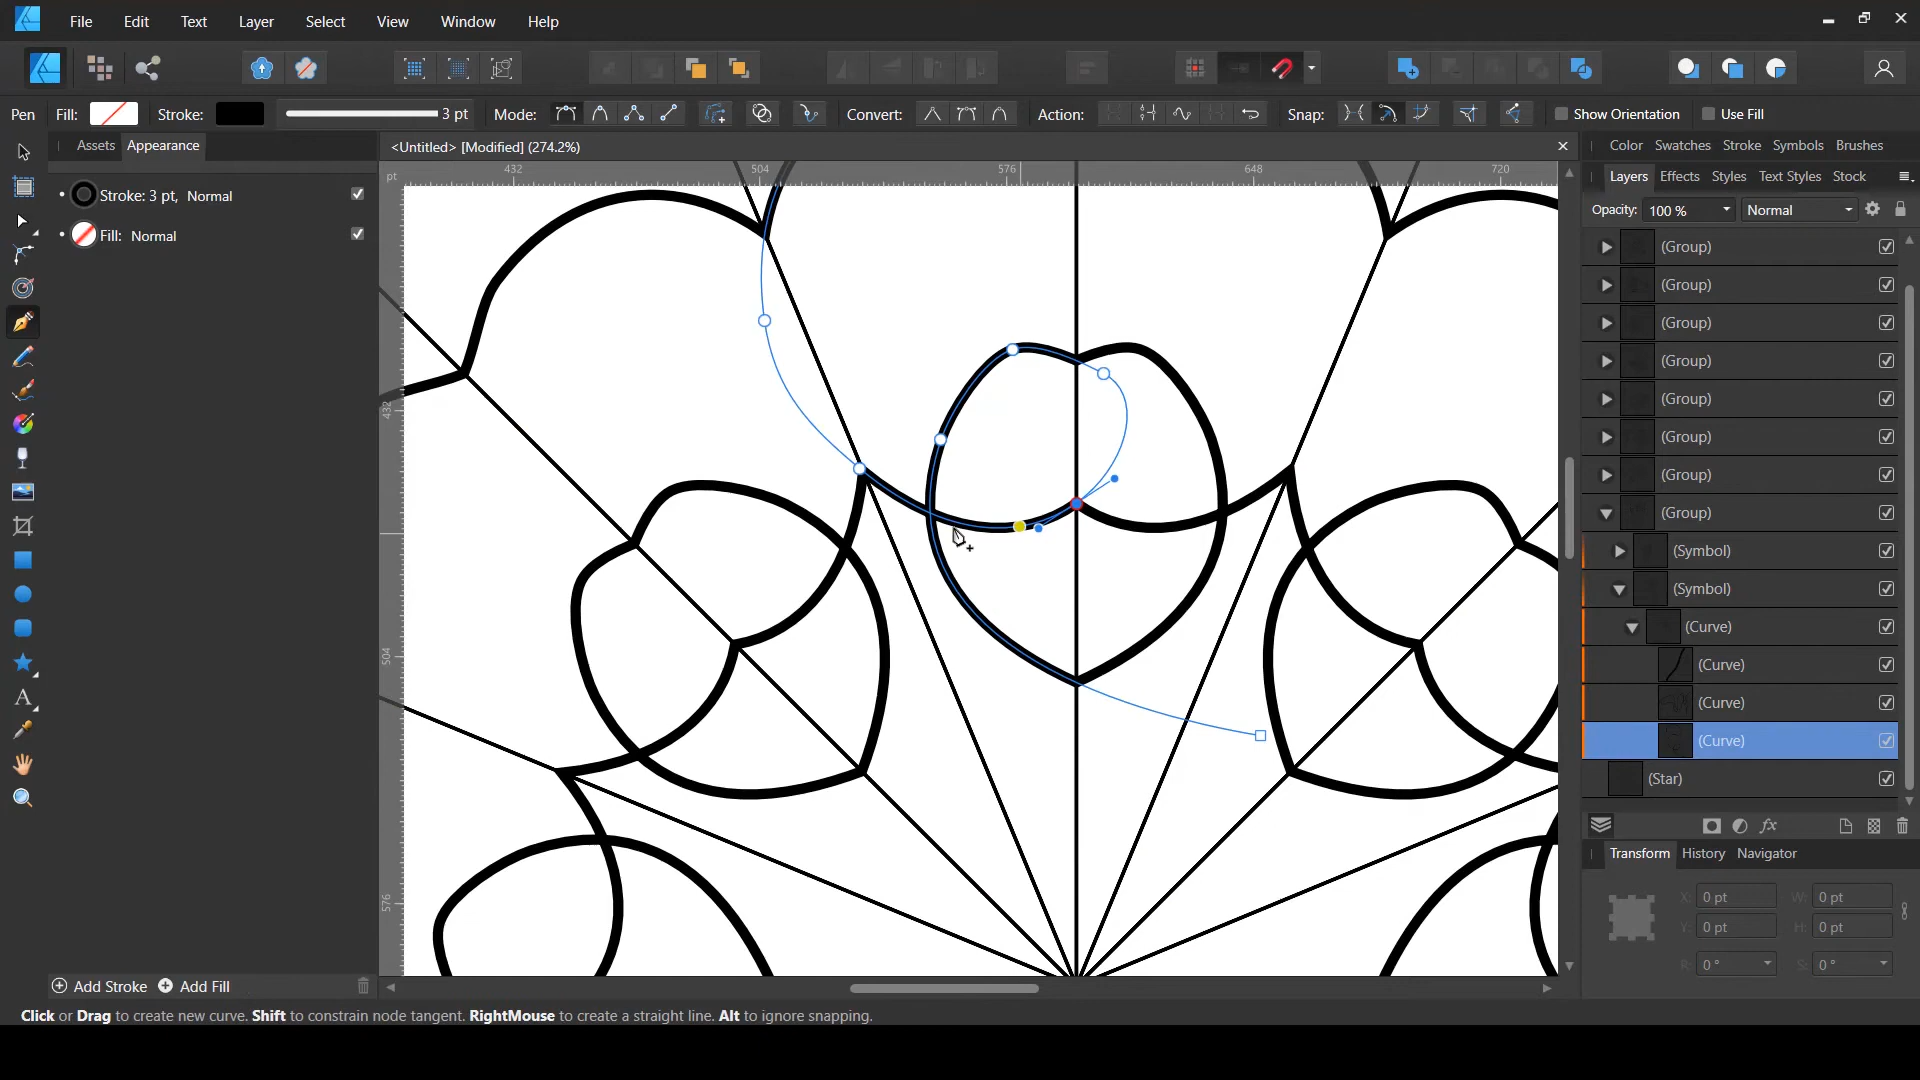 File Edit Text Layer Select View Window Help
Pen Fill: Stroke: 3 pt Mode: Convert: Action: Snap: Show Orientation Use Fill
Assets Appearance
<Untitled> [Modified] (274.2%)
Color Swatches Stroke Symbols Brushes
pt 432 504 576 648 720
Layers Effects Styles Text Styles Stock
Stroke: 3 pt, Normal
Opacity: 100 % Normal
Fill: Normal
(Group)
(Group)
(Group)
(Group)
432
(Group)
(Group)
(Group)
(Group)
(Symbol)
(Symbol)
(Curve)
504
(Curve)
(Curve)
(Curve)
(Star)
fx
Transform History Navigator
576
X: 0 pt W: 0 pt
Y: 0 pt H: 0 pt
R: 0 ° S: 0 °
Add Stroke Add Fill
Click or Drag to create new curve. Shift to constrain node tangent. RightMouse to create a straight line. Alt to ignore snapping.